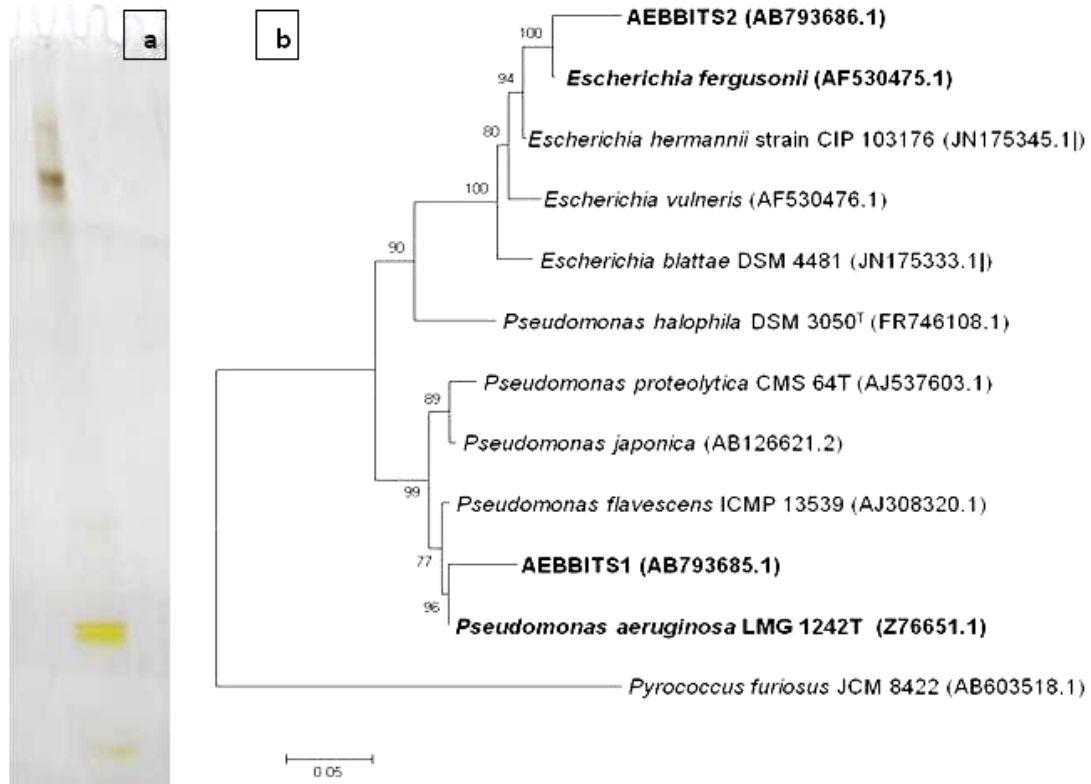 a
b
AEBBITS2 (AB793686.1)
100
Escherichia fergusonii (AF530475.1)
94
Escherichia hermannii strain CIP 103176 (JN175345.1|)
80
Escherichia vulneris (AF530476.1)
100
Escherichia blattae DSM 4481 (JN175333.1|)
90
Pseudomonas halophila DSM 3050ᵀ (FR746108.1)
Pseudomonas proteolytica CMS 64T (AJ537603.1)
89
Pseudomonas japonica (AB126621.2)
99
Pseudomonas flavescens ICMP 13539 (AJ308320.1)
77
AEBBITS1 (AB793685.1)
96
Pseudomonas aeruginosa LMG 1242T (Z76651.1)
Pyrococcus furiosus JCM 8422 (AB603518.1)
0.05